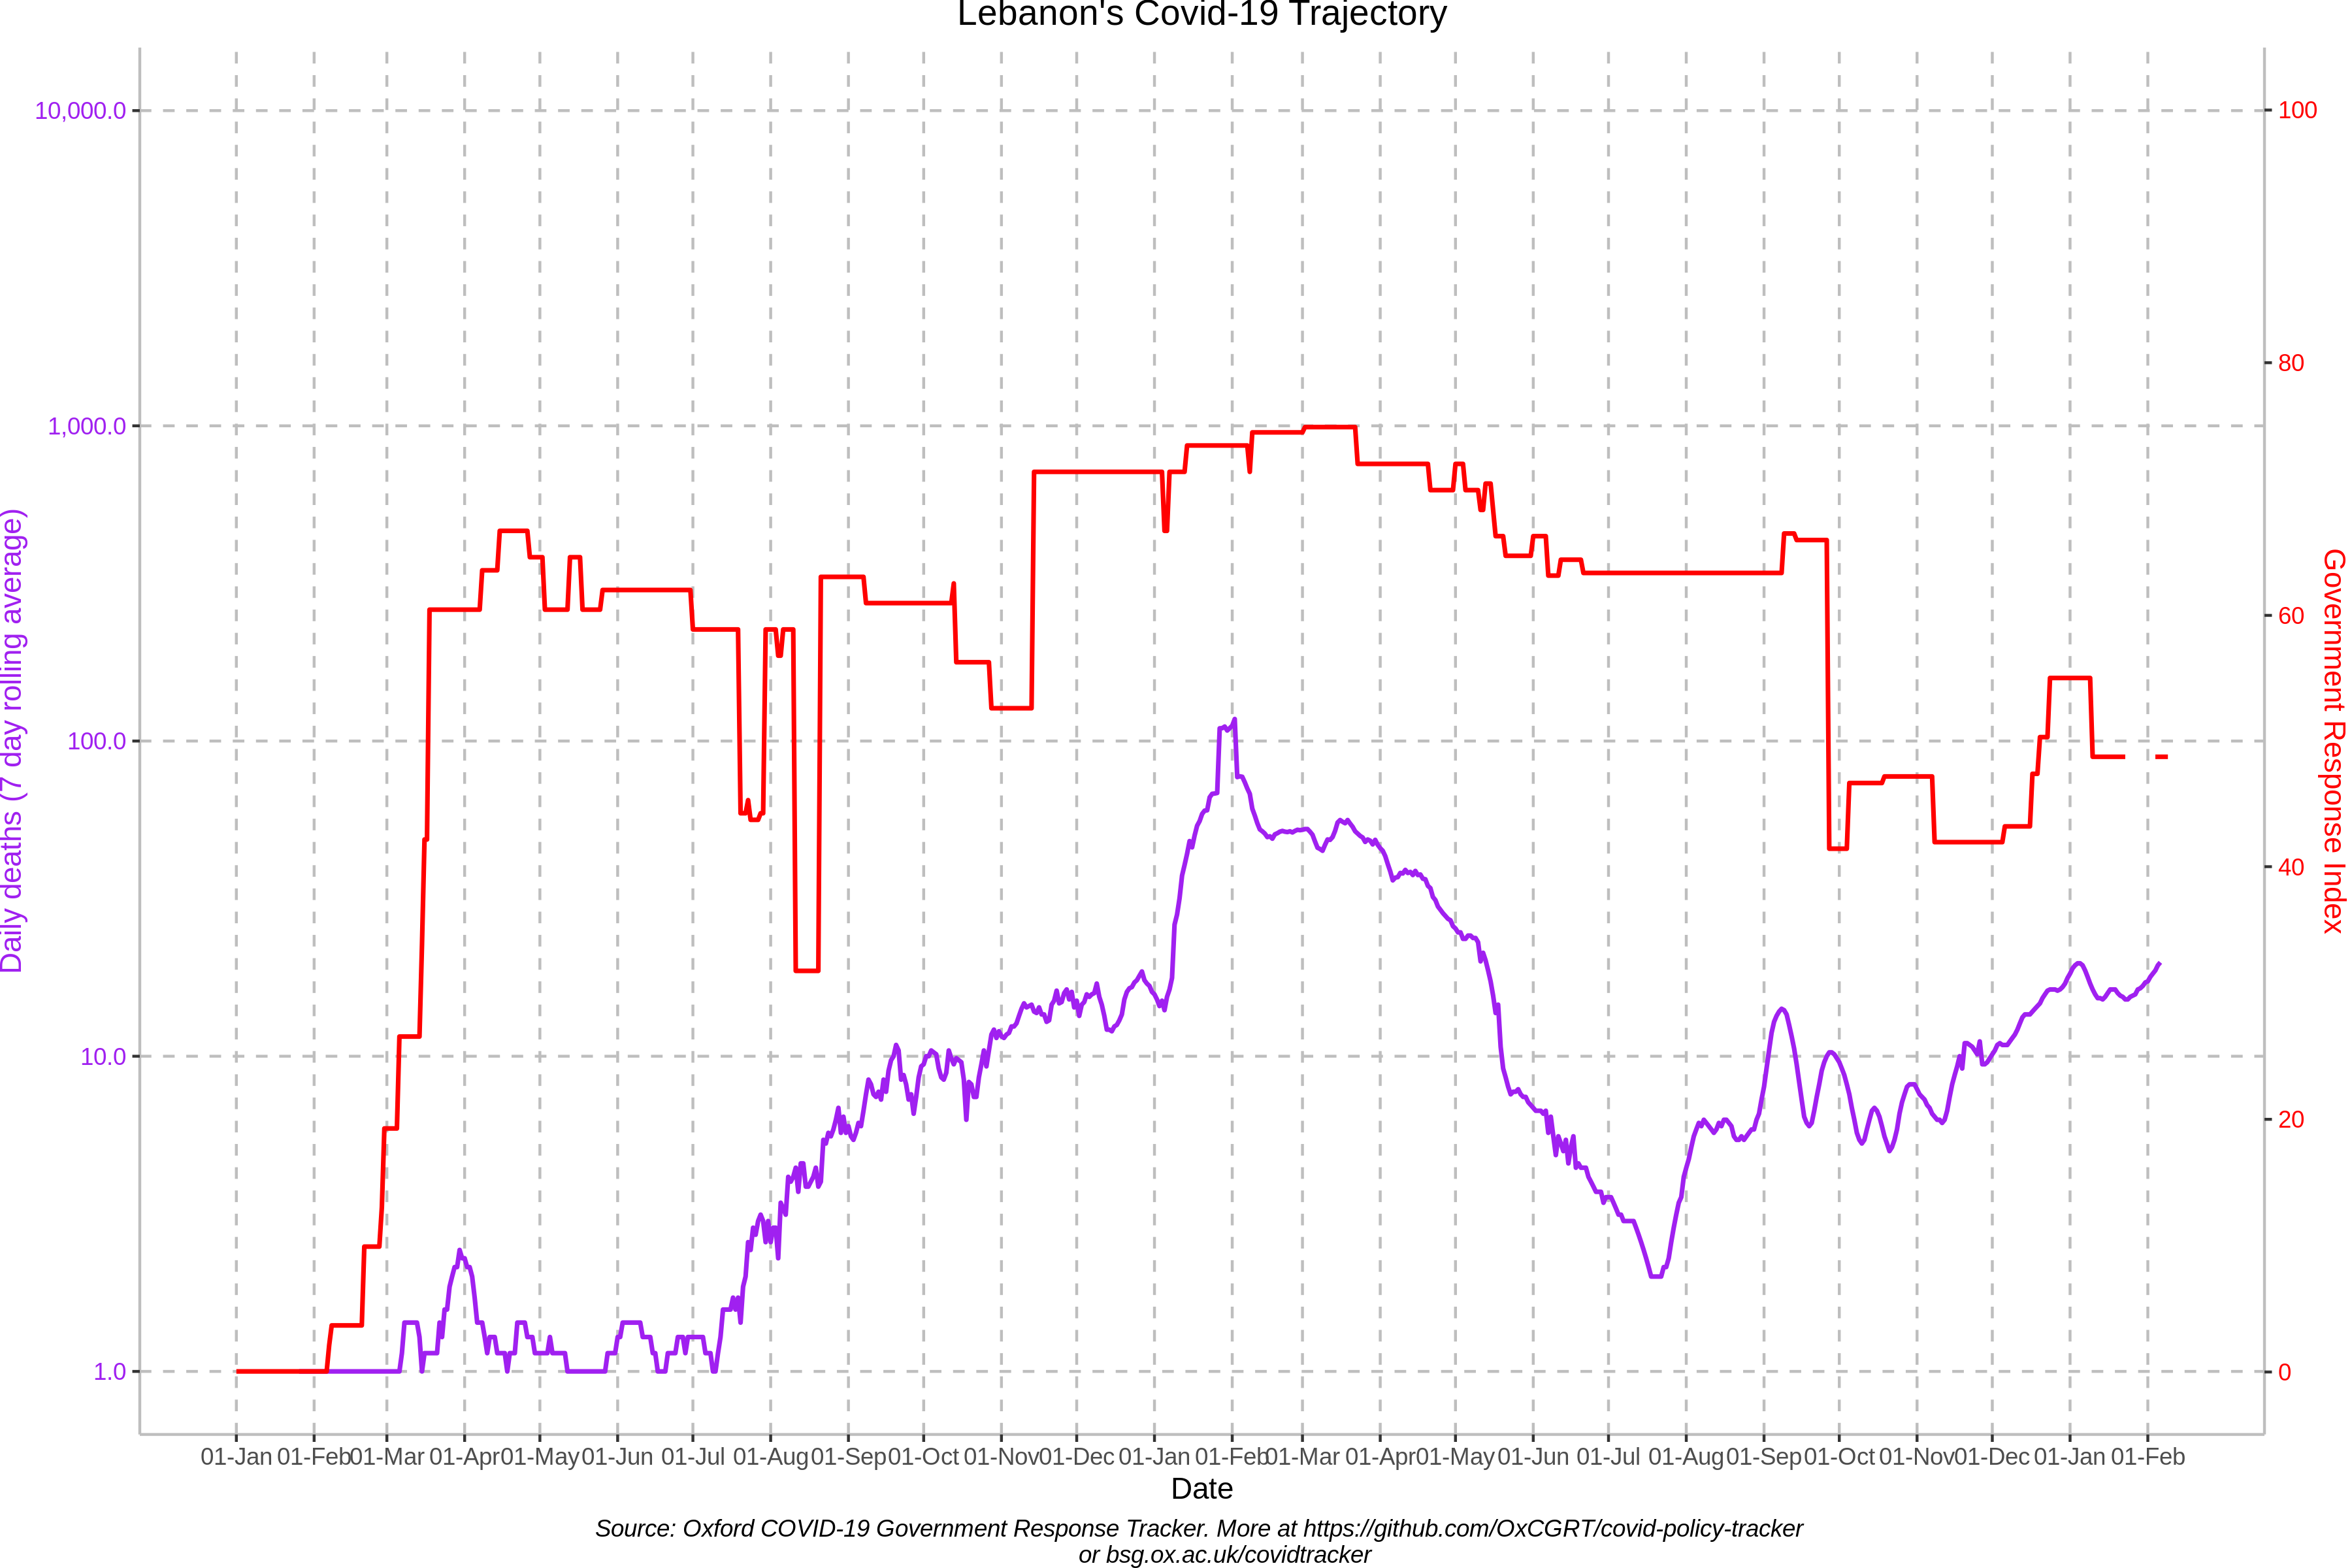 Lebanon's Covid-19 Trajectory
Daily deaths (7 day rolling average)
10,000.0
1,000.0
100.0
10.0
1.0
100
80
60
40
20
0
Government Response Index
01-Jan 01-Feb 01-Mar 01-Apr 01-May 01-Jun 01-Jul 01-Aug 01-Sep 01-Oct 01-Nov 01-Dec 01-Jan 01-Feb 01-Mar 01-Apr 01-May 01-Jun 01-Jul 01-Aug 01-Sep 01-Oct 01-Nov 01-Dec 01-Jan 01-Feb
Date
Source: Oxford COVID-19 Government Response Tracker. More at https://github.com/OxCGRT/covid-policy-tracker
or bsg.ox.ac.uk/covidtracker